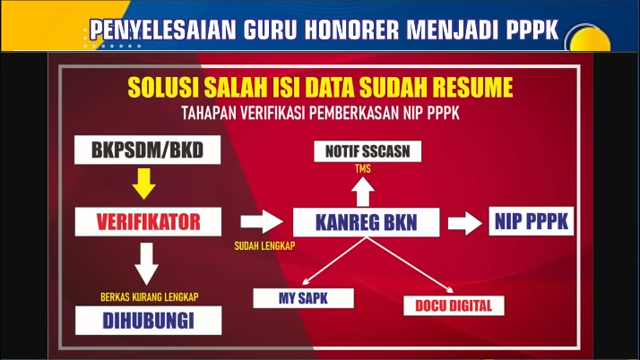 PENYELESAIAN GURU HONORER MENJADI PPPK
SOLUSI SALAH ISI DATA SUDAH RESUME
TAHAPAN VERIFIKASI PEMBERKASAN NIP PPPK
BKPSDM/BKD
NOTIF SSCASN
TMS
VERIFIKATOR
KANREG BKN
NIP PPPK
SUDAH LENGKAP
BERKAS KURANG LENGKAP
MY SAPK
DOCU DIGITAL
DIHUBUNGI